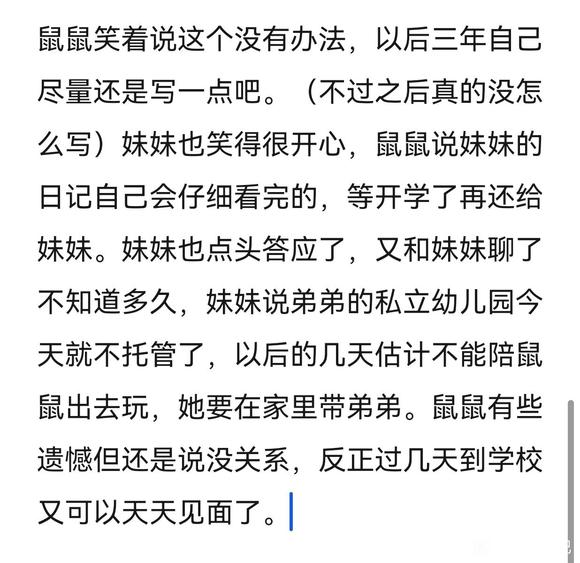 鼠鼠笑着说这个没有办法，以后三年自己
尽量还是写一点吧。（不过之后真的没怎
么写）妹妹也笑得很开心，鼠鼠说妹妹的
日记自己会仔细看完的，等开学了再还给
妹妹。妹妹也点头答应了，又和妹妹聊了
不知道多久，妹妹说弟弟的私立幼儿园今
天就不托管了，以后的几天估计不能陪鼠
鼠出去玩，她要在家里带弟弟。鼠鼠有些
遗憾但还是说没关系，反正过几天到学校
又可以天天见面了。